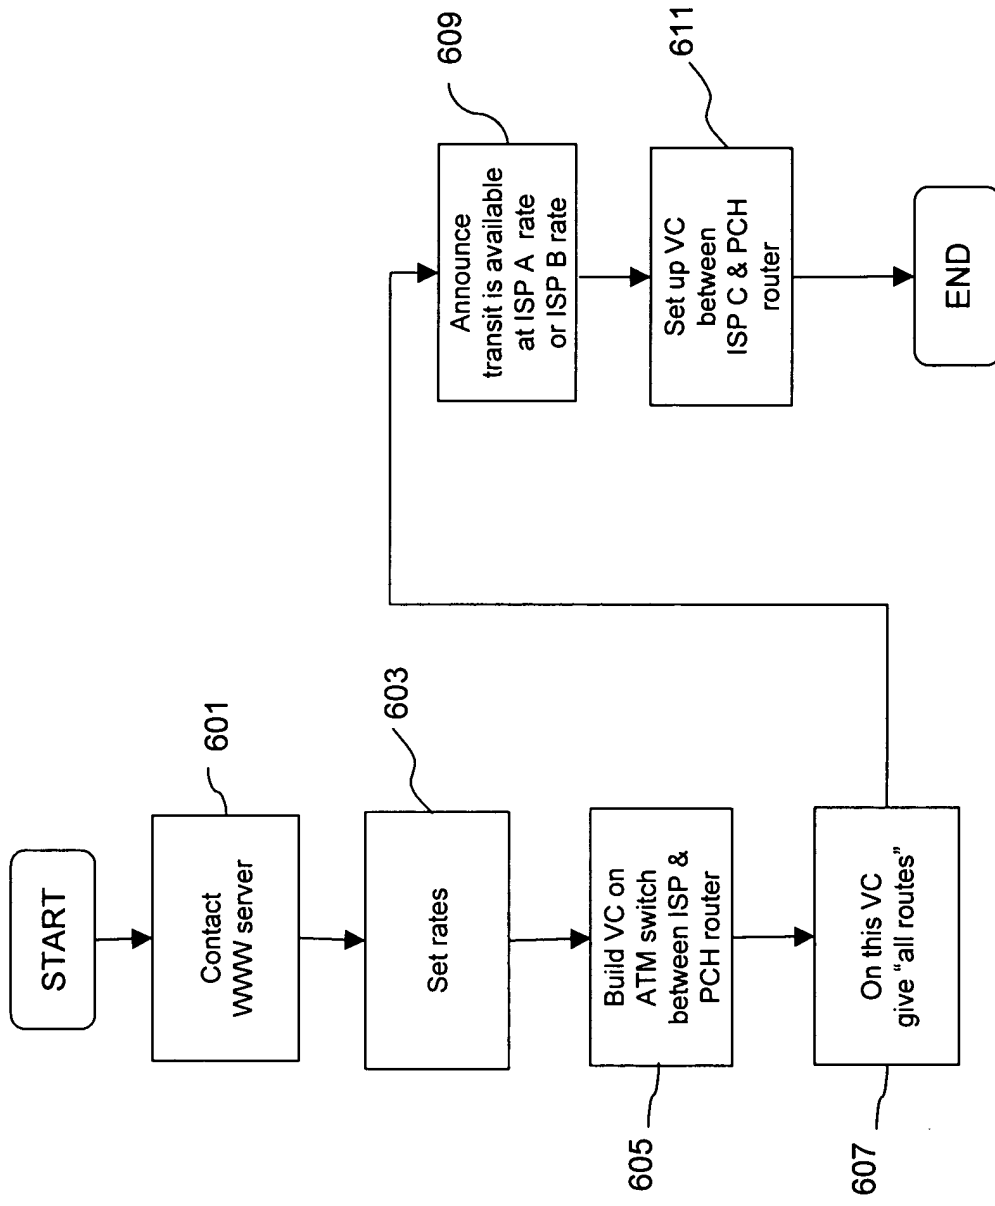 START
Contact
WWW server
601
Set rates
603
Build VC on
ATM switch
between ISP &
PCH router
605
On this VC
give “all routes”
607
Announce
transit is available
at ISP A rate
or ISP B rate
609
Set up VC
between
ISP C & PCH
router
611
END